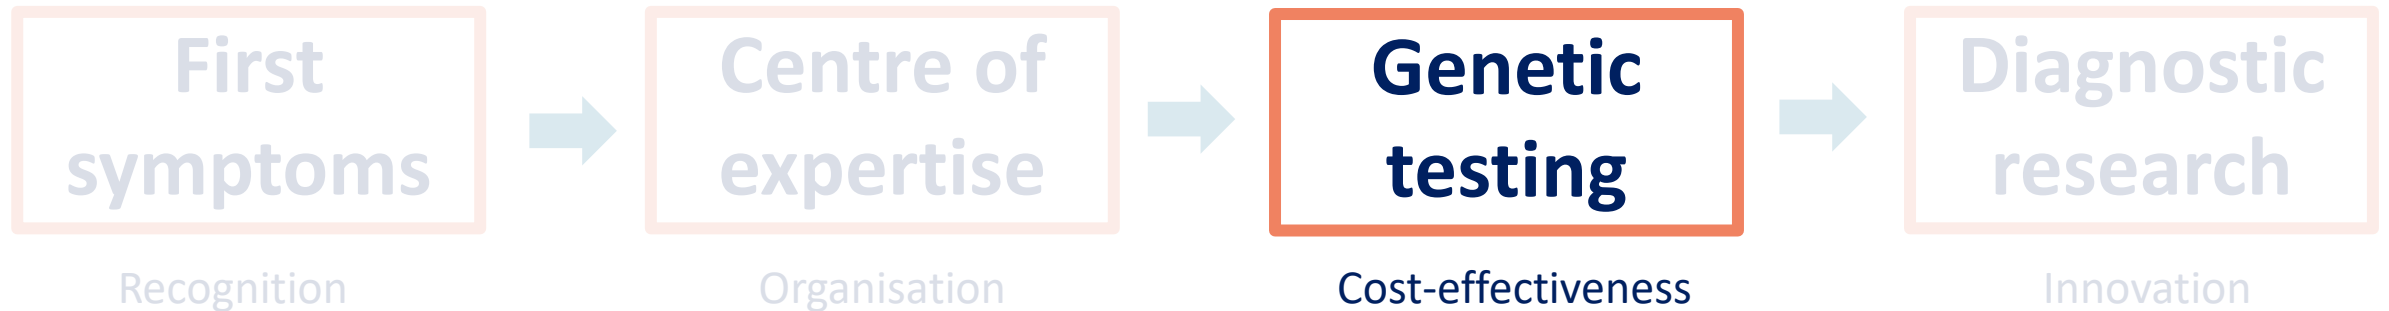 First
symptoms
Recognition
Centre of
expertise
Organisation
Genetic
testing
Cost-effectiveness
Diagnostic
research
Innovation